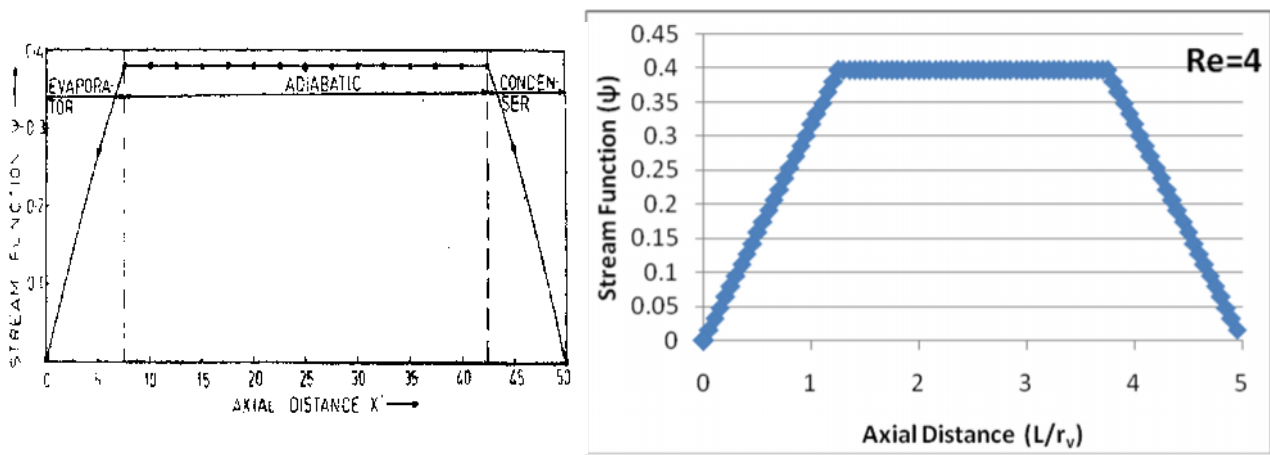 0.4
EVAPORA-
TOR
ADIABATIC
CONDEN-
SER
STREAM FUNCTION Ψ
0.3
0.2
0 5 10 15 20 25 30 35 40 45 50
AXIAL DISTANCE X
Re=4
Stream Function (ψ)
0.45
0.4
0.35
0.3
0.25
0.2
0.15
0.1
0.05
0
0 1 2 3 4 5
Axial Distance (L/rv)